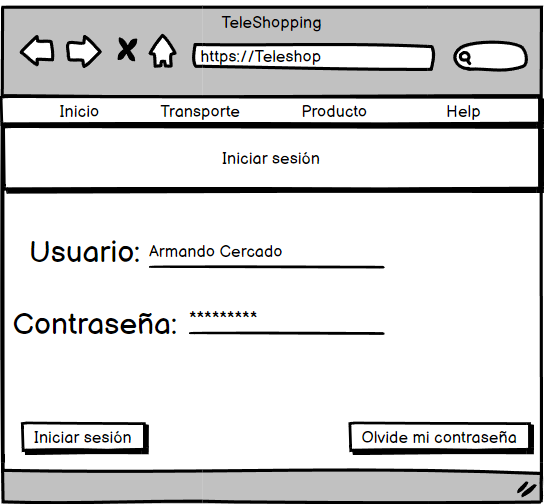 TeleShopping
https://Teleshop
Inicio Transporte Producto Help
Iniciar sesión
Usuario: Armando Cercado
Contraseña: *********
Iniciar sesión Olvide mi contraseña